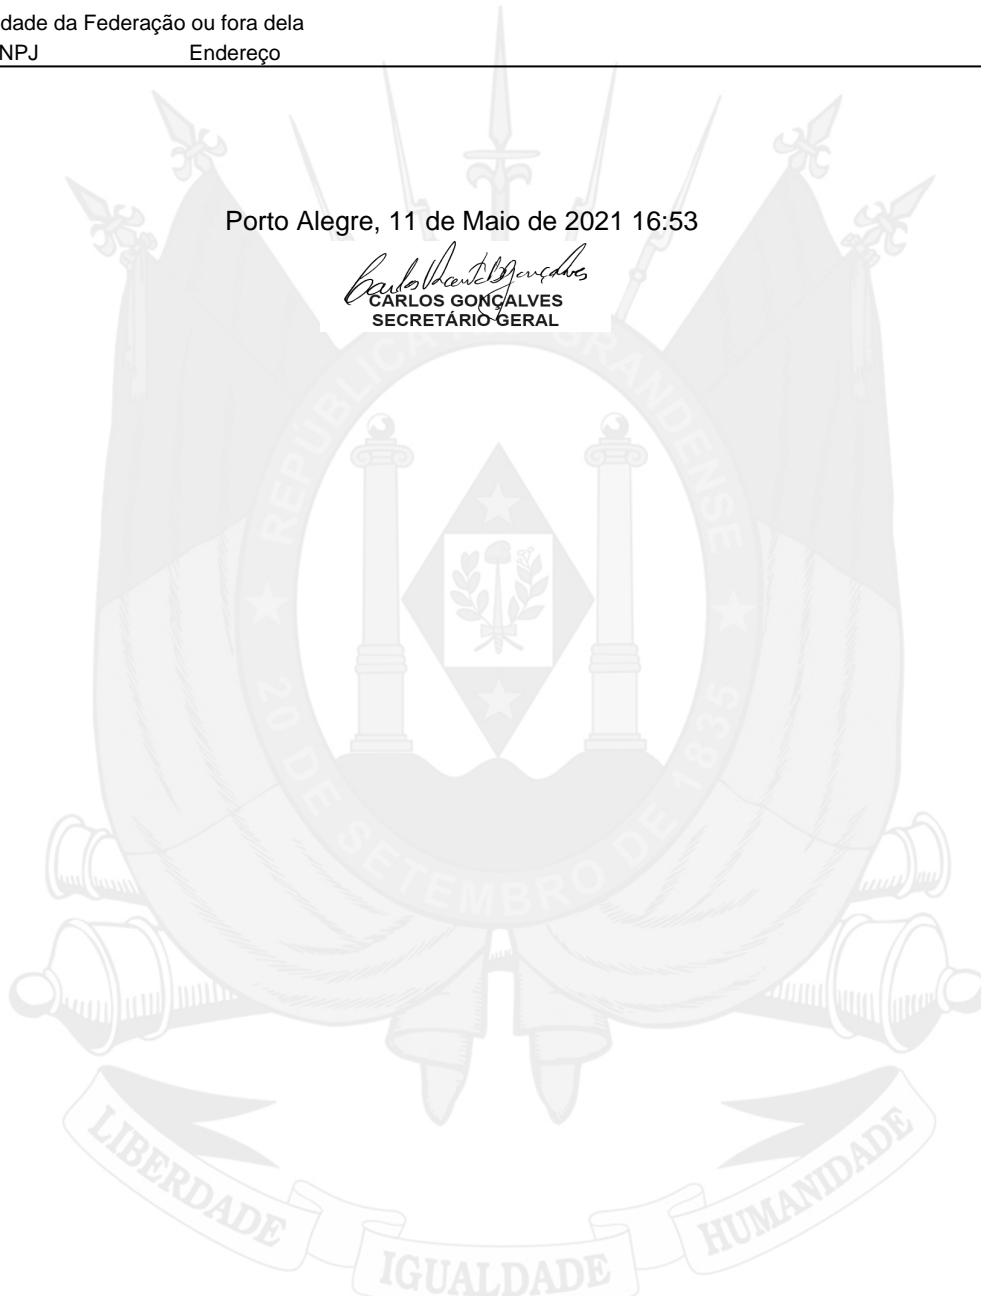 dade da Federação ou fora dela
NPJ Endereço
Porto Alegre, 11 de Maio de 2021 16:53
CARLOS GONÇALVES
SECRETÁRIO GERAL
REPÚBLICA RIO GRANDENSE
20 DE SETEMBRO DE 1835
LIBERDADE
IGUALDADE
HUMANIDADE